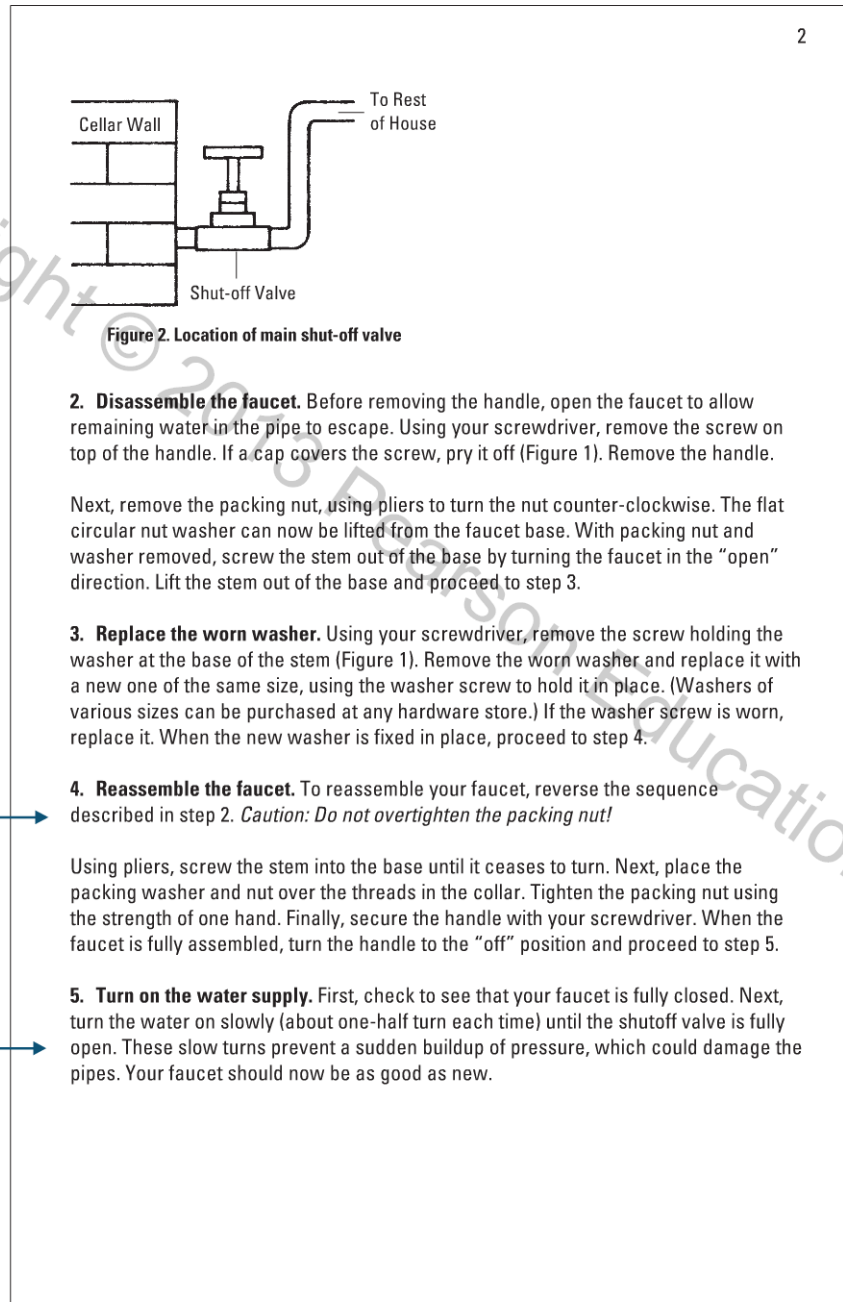 2
To Rest
of House
Cellar Wall
Shut-off Valve
Figure 2. Location of main shut-off valve
2. Disassemble the faucet. Before removing the handle, open the faucet to allow
remaining water in the pipe to escape. Using your screwdriver, remove the screw on
top of the handle. If a cap covers the screw, pry it off (Figure 1). Remove the handle.
Next, remove the packing nut, using pliers to turn the nut counter-clockwise. The flat
circular nut washer can now be lifted from the faucet base. With packing nut and
washer removed, screw the stem out of the base by turning the faucet in the “open”
direction. Lift the stem out of the base and proceed to step 3.
3. Replace the worn washer. Using your screwdriver, remove the screw holding the
washer at the base of the stem (Figure 1). Remove the worn washer and replace it with
a new one of the same size, using the washer screw to hold it in place. (Washers of
various sizes can be purchased at any hardware store.) If the washer screw is worn,
replace it. When the new washer is fixed in place, proceed to step 4.
4. Reassemble the faucet. To reassemble your faucet, reverse the sequence
described in step 2. Caution: Do not overtighten the packing nut!
Using pliers, screw the stem into the base until it ceases to turn. Next, place the
packing washer and nut over the threads in the collar. Tighten the packing nut using
the strength of one hand. Finally, secure the handle with your screwdriver. When the
faucet is fully assembled, turn the handle to the “off” position and proceed to step 5.
5. Turn on the water supply. First, check to see that your faucet is fully closed. Next,
turn the water on slowly (about one-half turn each time) until the shutoff valve is fully
open. These slow turns prevent a sudden buildup of pressure, which could damage the
pipes. Your faucet should now be as good as new.
ght © 2013 Pearson Education